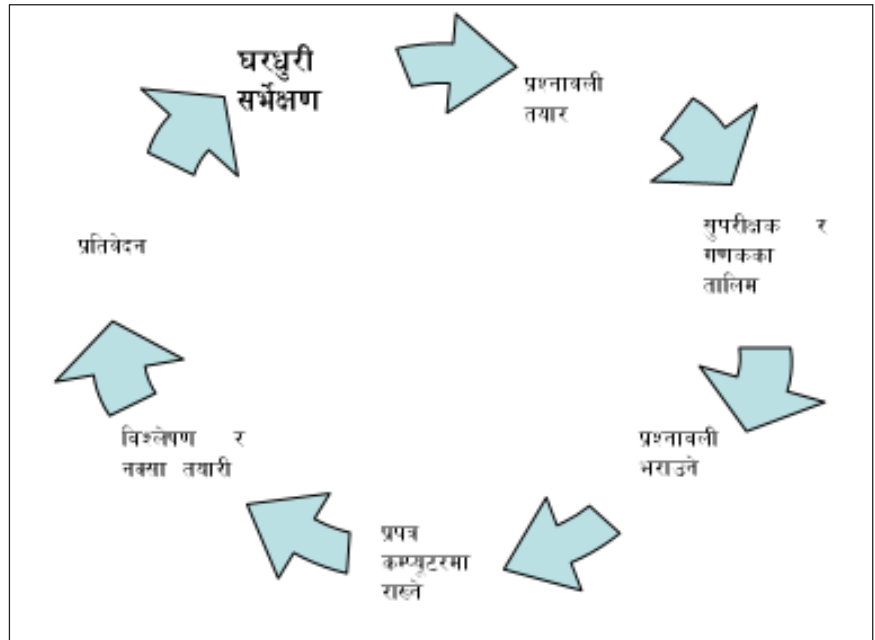 घरधुरी
सर्भेक्षण
प्रश्नावली
तयार
सुपरीक्षक र
गणकका
तालिम
प्रश्नावली
भराउने
प्रपत्र
कम्प्यूटरमा
राख्ने
विश्लेषण र
नक्सा तयारी
प्रतिवेदन